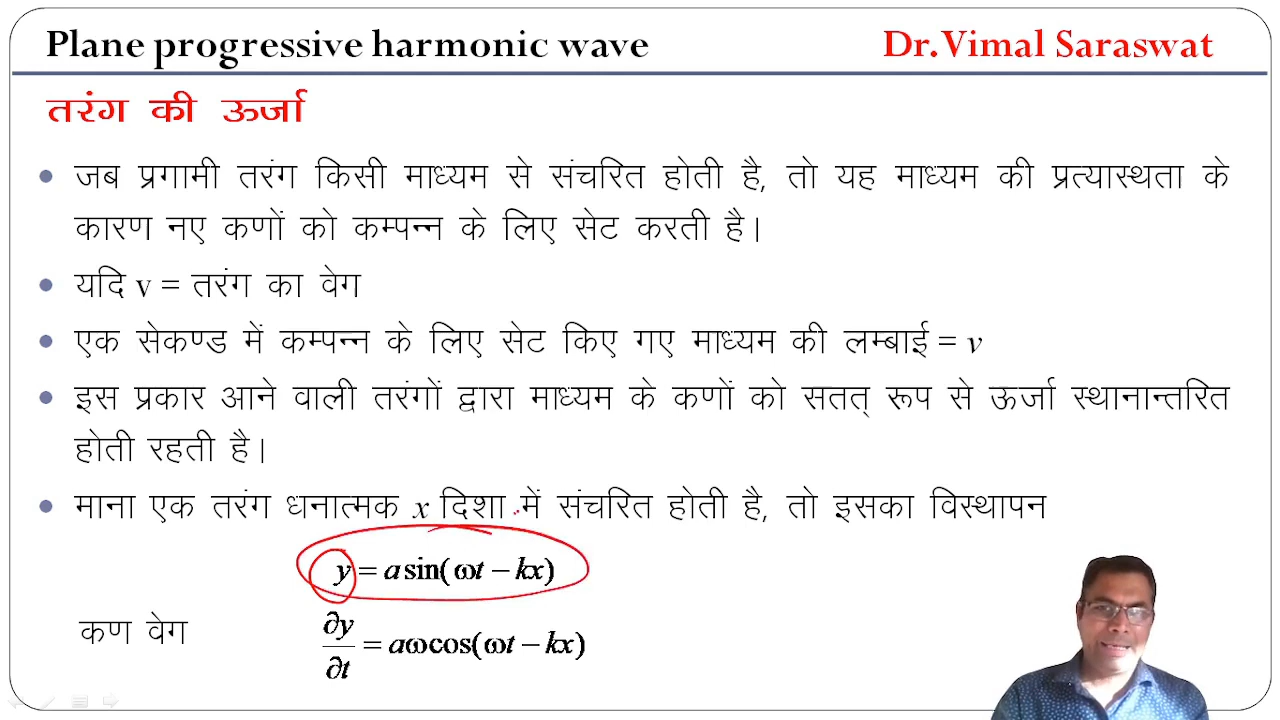 Plane progressive harmonic wave
Dr.Vimal Saraswat
तरंग की ऊर्जा
• जब प्रगामी तरंग किसी माध्यम से संचरित होती है, तो यह माध्यम की प्रत्यास्थता के
कारण नए कणों को कम्पन्न के लिए सेट करती है।
• यदि v = तरंग का वेग
• एक सेकण्ड में कम्पन्न के लिए सेट किए गए माध्यम की लम्बाई = v
• इस प्रकार आने वाली तरंगों द्वारा माध्यम के कणों को सतत् रूप से ऊर्जा स्थानान्तरित
होती रहती है।
• माना एक तरंग धनात्मक x दिशा में संचरित होती है, तो इसका विस्थापन
y = a sin( ωt − kx)
कण वेग ∂y/∂t = aωcos(ωt − kx)